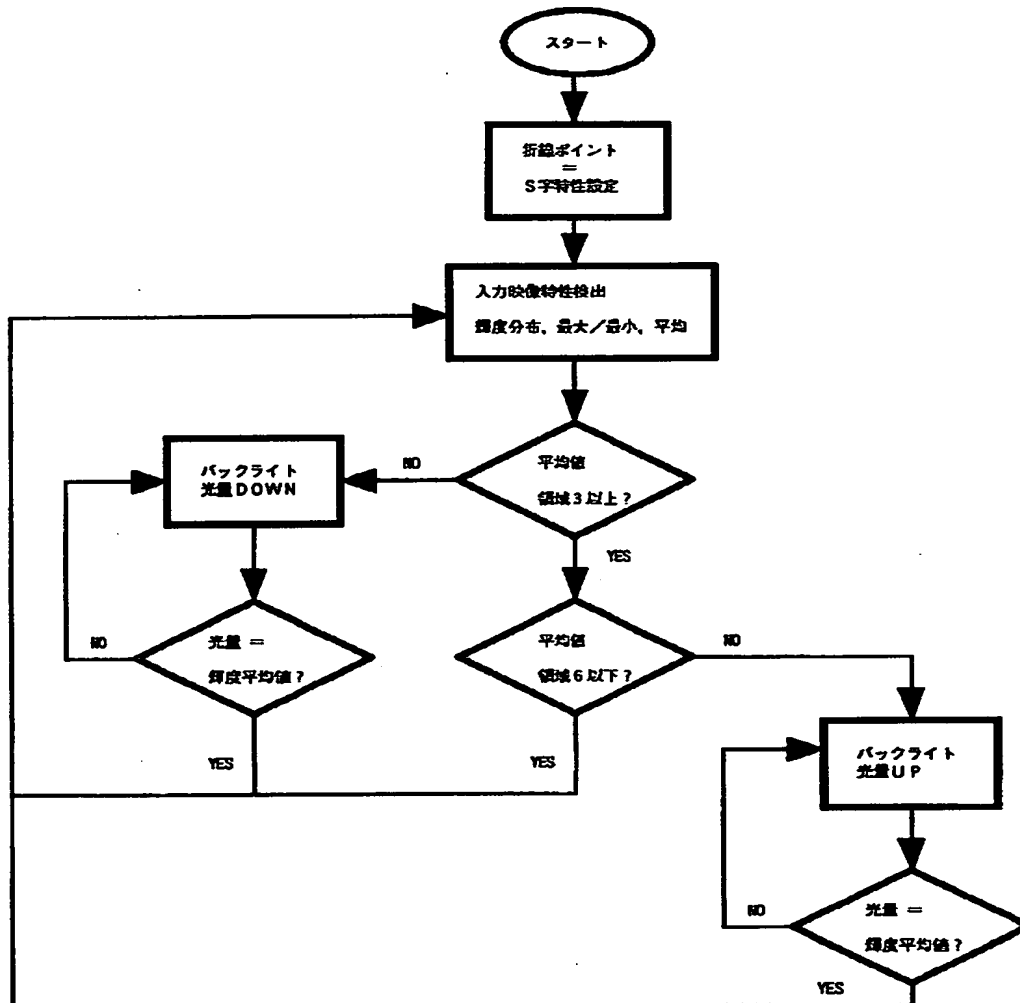 スタート
折線ポイント
=
S字特性設定
入力映像特性検出
輝度分布、最大/最小、平均
平均値
領域3以上?
NO
バックライト
光量DOWN
YES
光量 =
輝度平均値?
NO
YES
平均値
領域6以下?
NO
YES
バックライト
光量UP
光量 =
輝度平均値?
NO
YES